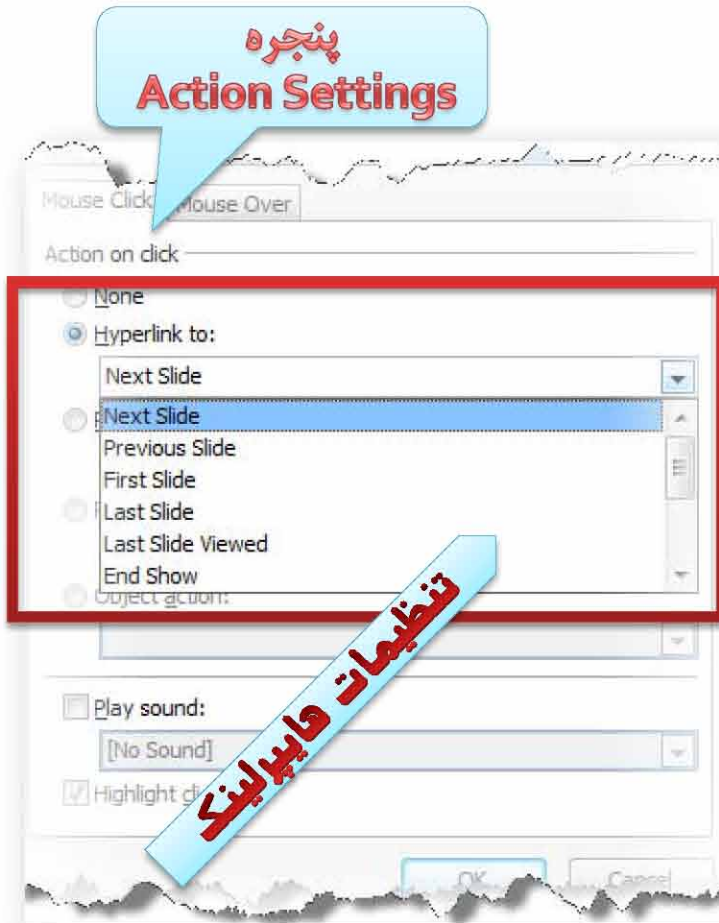 پنجره
Action Settings
Mouse Click Mouse Over
Action on click
None
Hyperlink to:
Next Slide
Next Slide
Previous Slide
First Slide
Last Slide
Last Slide Viewed
End Show
Object action:
تنظیمات هایپرلینک
Play sound:
[No Sound]
Highlight
OK Cancel